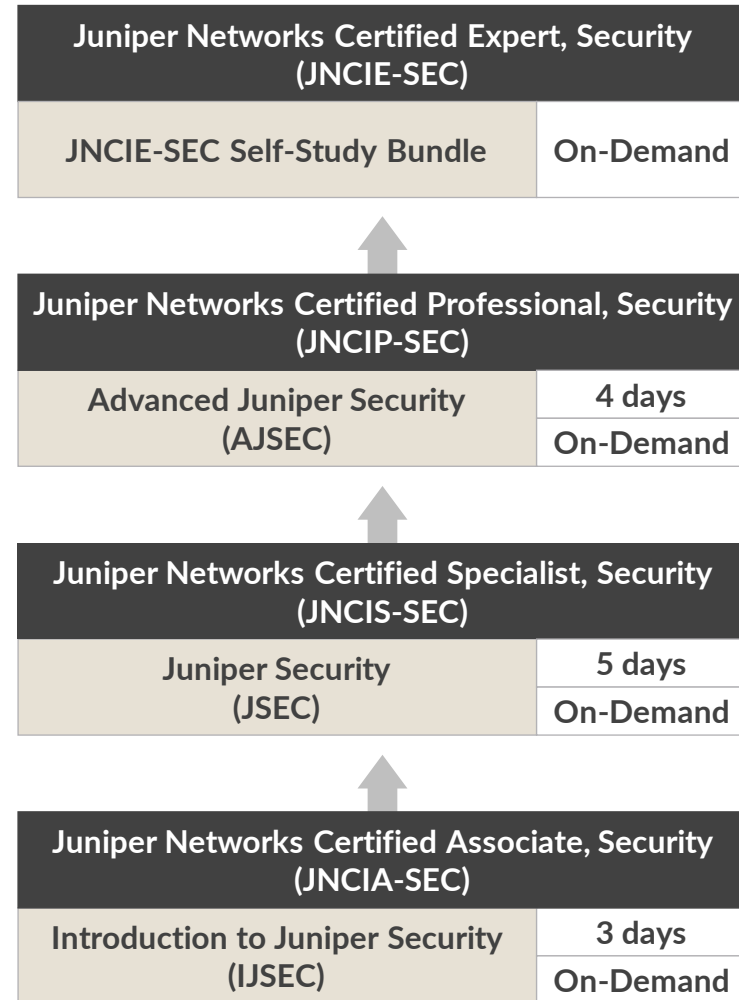 Juniper Networks Certified Expert, Security
(JNCIE-SEC)
JNCIE-SEC Self-Study Bundle
On-Demand
Juniper Networks Certified Professional, Security
(JNCIP-SEC)
Advanced Juniper Security
(AJSEC)
4 days
On-Demand
Juniper Networks Certified Specialist, Security
(JNCIS-SEC)
Juniper Security
(JSEC)
5 days
On-Demand
Juniper Networks Certified Associate, Security
(JNCIA-SEC)
Introduction to Juniper Security
(IJSEC)
3 days
On-Demand